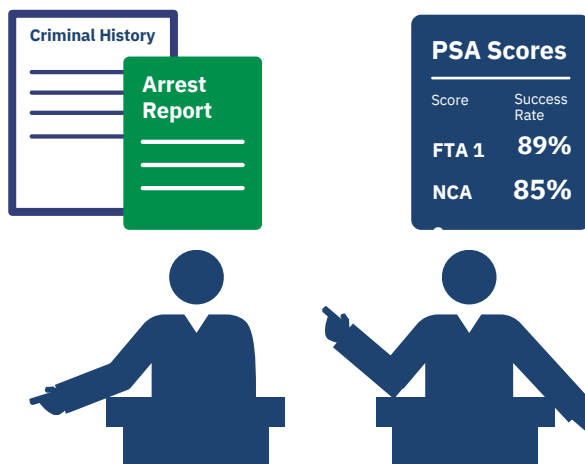 Criminal History
Arrest
Report
PSA Scores
Score Success
Rate
FTA 1 89%
NCA 85%